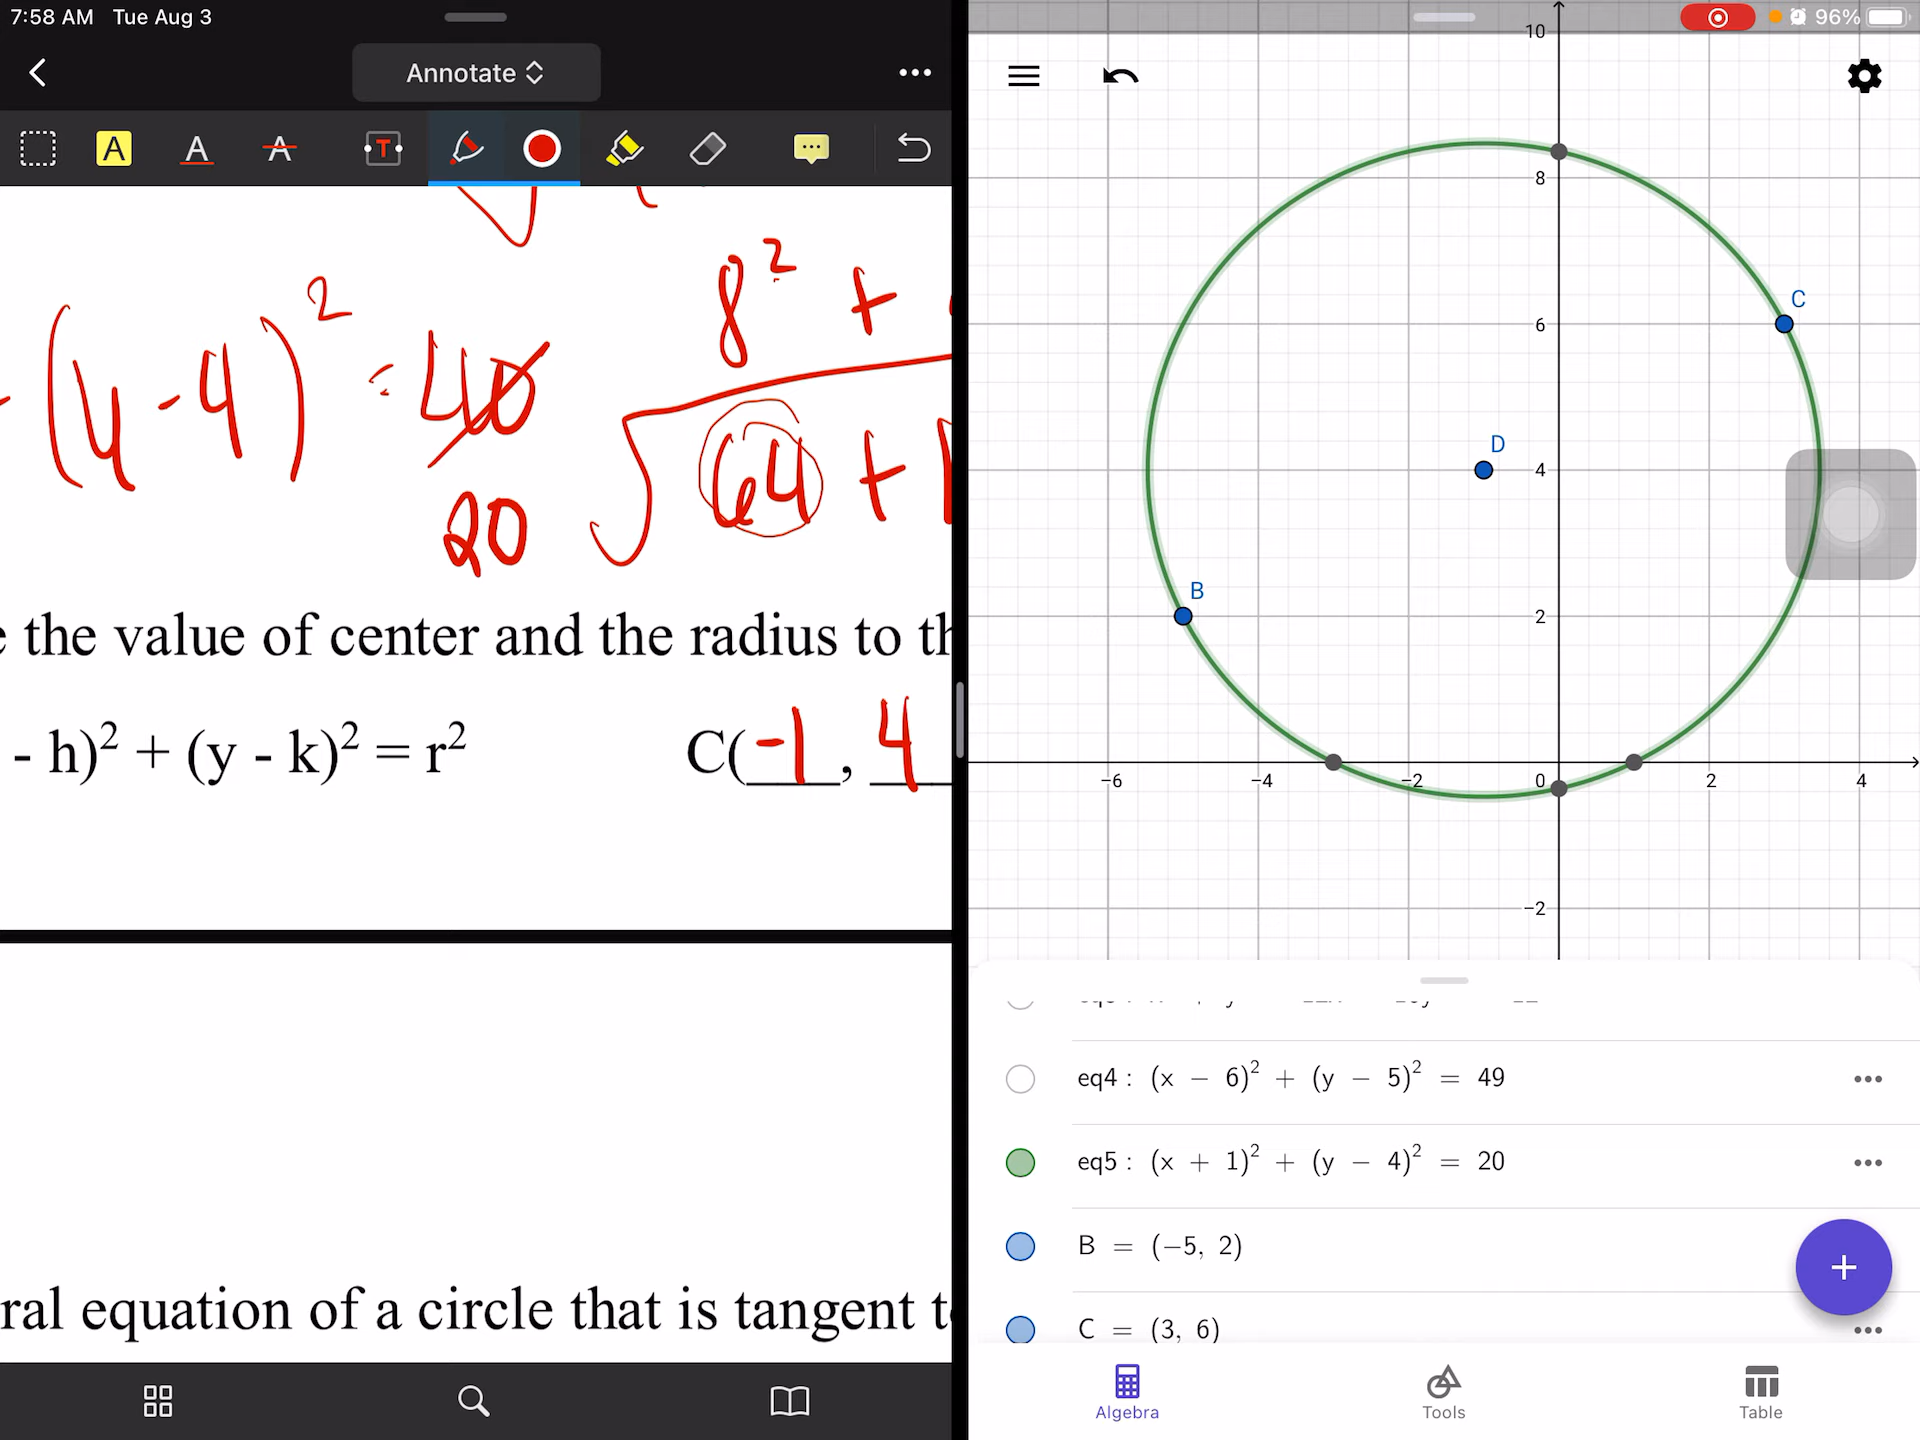 7:58 AM Tue Aug 3
96%
Annotate
8² +
(y - 4)² = 40
√64 + 1
20
the value of center and the radius to th
- h)² + (y - k)² = r²
C(-1, 4
ral equation of a circle that is tangent t
10
8
C
6
D
4
B
2
−6 −4 −2 0 2 4
−2
eq4 : (x − 6)² + (y − 5)² = 49
eq5 : (x + 1)² + (y − 4)² = 20
B = (−5, 2)
C = (3, 6)
Algebra Tools Table